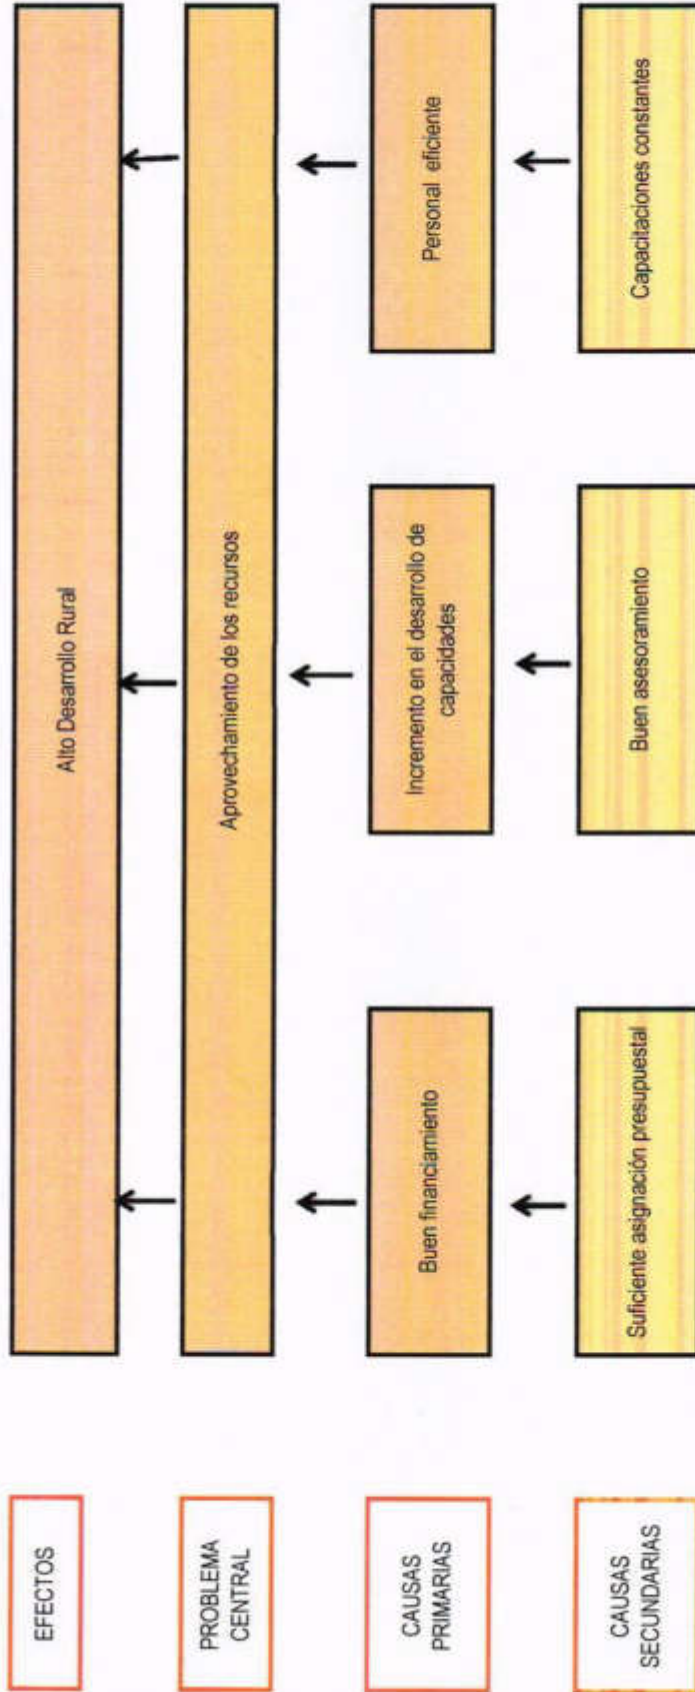 EFECTOS
Alto Desarrollo Rural
PROBLEMA
CENTRAL
Aprovechamiento de los recursos
CAUSAS
PRIMARIAS
Buen financiamiento
Incremento en el desarrollo de
capacidades
Personal eficiente
CAUSAS
SECUNDARIAS
Suficiente asignación presupuestal
Buen asesoramiento
Capacitaciones constantes